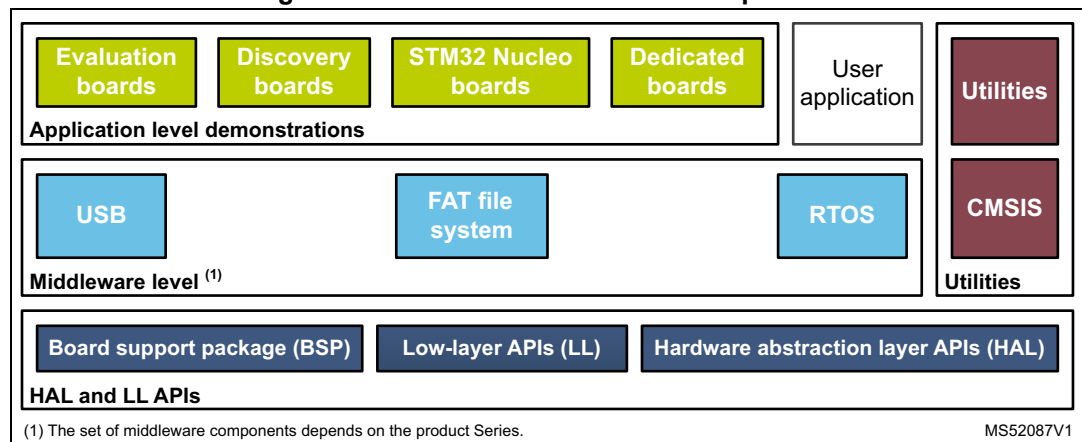 Evaluation
boards
Discovery
boards
STM32 Nucleo
boards
Dedicated
boards
User
application
Utilities
Application level demonstrations
USB
FAT file
system
RTOS
CMSIS
Middleware level (1)
Utilities
Board support package (BSP)
Low-layer APIs (LL)
Hardware abstraction layer APIs (HAL)
HAL and LL APIs
(1) The set of middleware components depends on the product Series.
MS52087V1